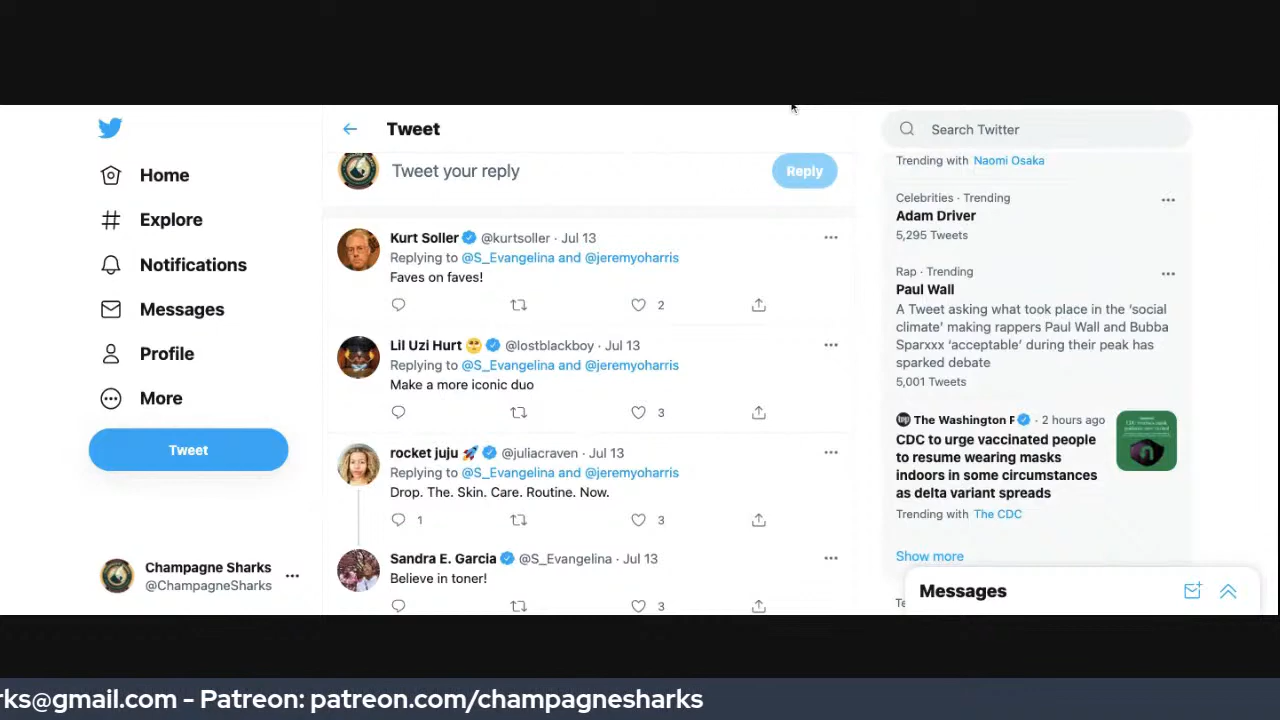 Home
Explore
Notifications
Messages
Profile
More
Tweet
Champagne Sharks
@ChampagneSharks
Tweet
Tweet your reply
Reply
Kurt Soller @kurtsoller · Jul 13
Replying to @S_Evangelina and @jeremyoharris
Faves on faves!
2
Lil Uzi Hurt @lostblackboy · Jul 13
Replying to @S_Evangelina and @jeremyoharris
Make a more iconic duo
3
rocket juju 🚀 @juliacraven · Jul 13
Replying to @S_Evangelina and @jeremyoharris
Drop. The. Skin. Care. Routine. Now.
1 3
Sandra E. Garcia @S_Evangelina · Jul 13
Believe in toner!
3
Search Twitter
Trending with Naomi Osaka
Celebrities · Trending
Adam Driver
5,295 Tweets
Rap · Trending
Paul Wall
A Tweet asking what took place in the ‘social
climate’ making rappers Paul Wall and Bubba
Sparxxx ‘acceptable’ during their peak has
sparked debate
5,001 Tweets
The Washington P · 2 hours ago
CDC to urge vaccinated people
to resume wearing masks
indoors in some circumstances
as delta variant spreads
Trending with The CDC
Show more
Messages
rks@gmail.com – Patreon: patreon.com/champagnesharks